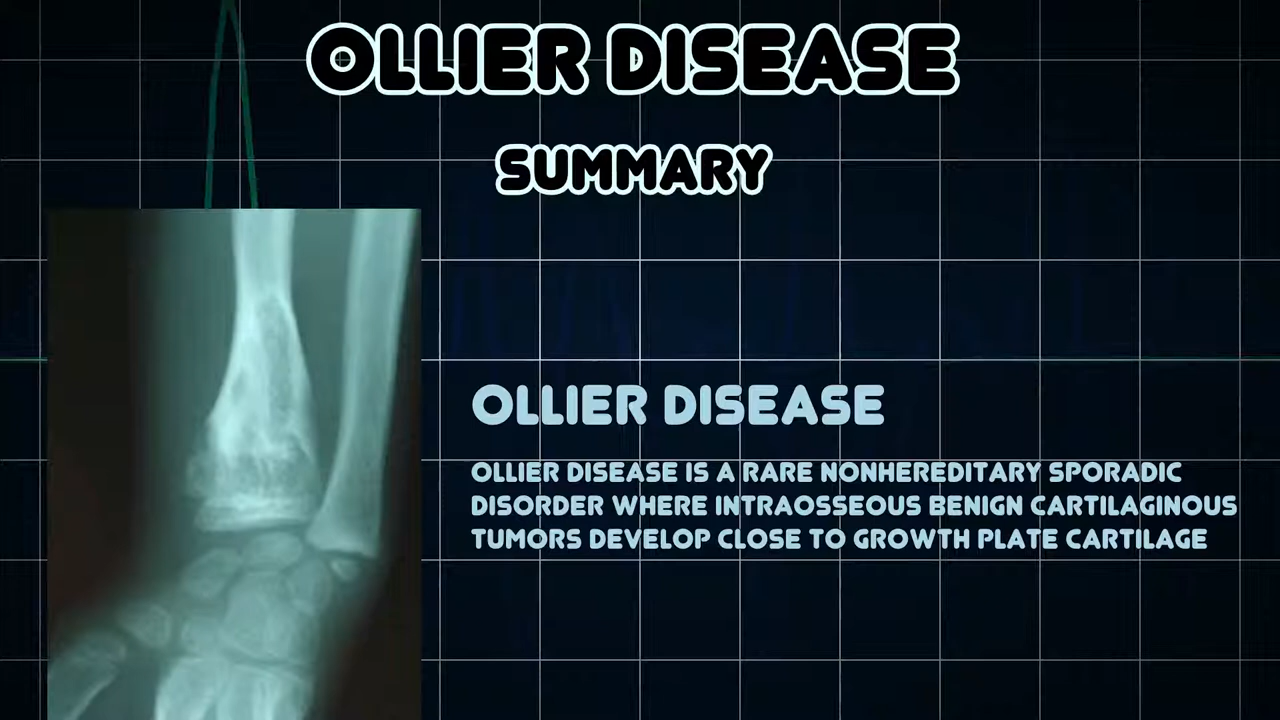 OLLIER DISEASE
SUMMARY
OLLIER DISEASE
OLLIER DISEASE IS A RARE NONHEREDITARY SPORADIC
DISORDER WHERE INTRAOSSEOUS BENIGN CARTILAGINOUS
TUMORS DEVELOP CLOSE TO GROWTH PLATE CARTILAGE